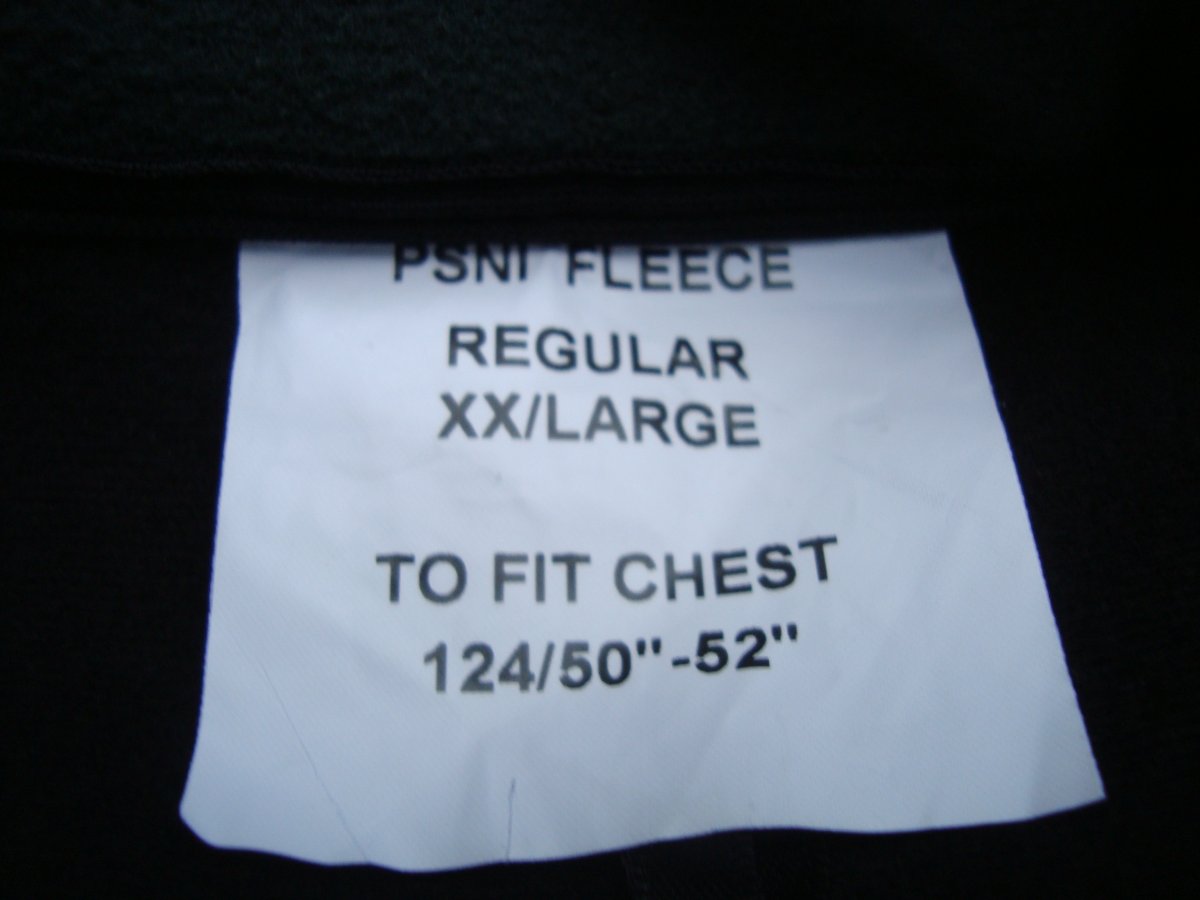 PSNI FLEECE
REGULAR
XX/LARGE
TO FIT CHEST
124/50"-52"